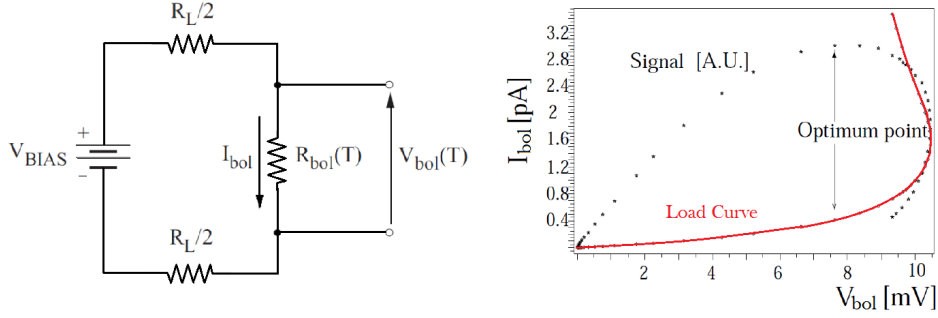 R_L/2
+
V_BIAS
-
I_bol
R_bol(T)
V_bol(T)
R_L/2
I_bol [pA]
3.2
2.8
2.4
2
1.6
1.2
0.8
0.4
Signal [A.U.]
Optimum point
Load Curve
2
4
6
8
10
V_bol [mV]